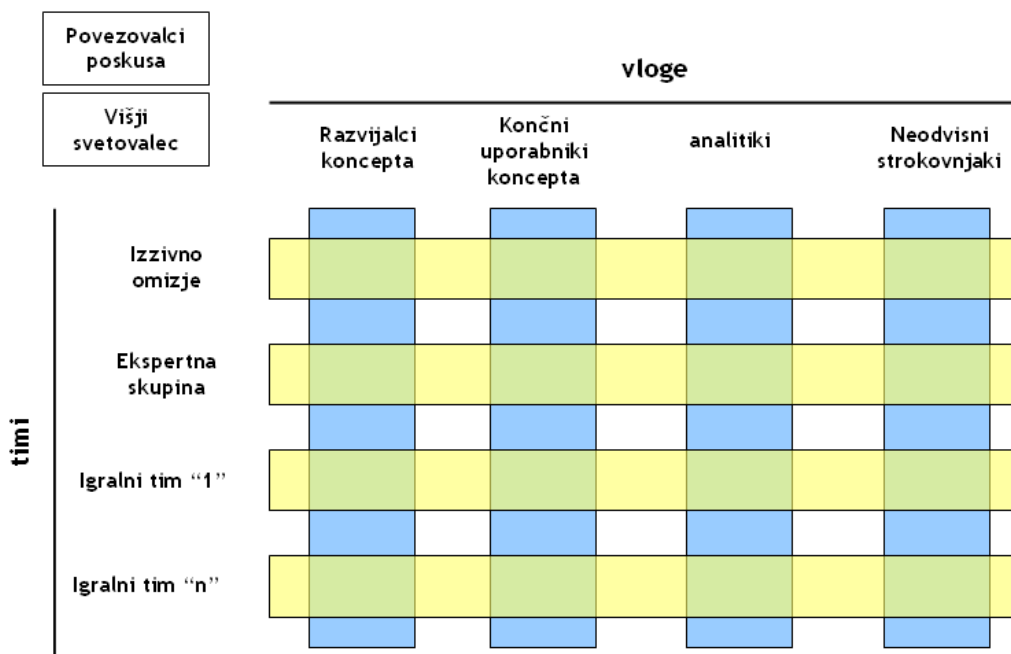 Povezovalci
poskusa
Višji
svetovalec
vloge
Razvijalci
koncepta
Končni
uporabniki
koncepta
analitiki
Neodvisni
strokovnjaki
timi
Izzivno
omizje
Ekspertna
skupina
Igralni tim “1”
Igralni tim “n”